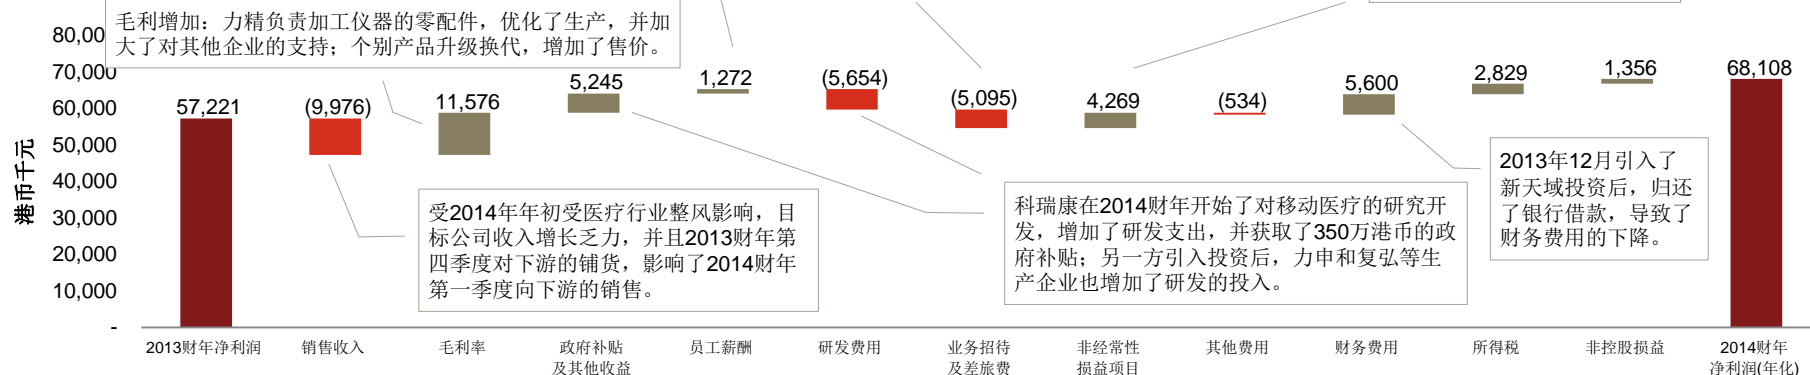 毛利增加：力精负责加工仪器的零配件，优化了生产，并加
大了对其他企业的支持；个别产品升级换代，增加了售价。
港币千元
80,00
70,000
60,000
50,000
40,000
30,000
20,000
10,000
-
57,221
(9,976)
11,576
5,245
1,272
(5,654)
(5,095)
4,269
(534)
5,600
2,829
1,356
68,108
受2014年年初受医疗行业整风影响，目
标公司收入增长乏力，并且2013财年第
四季度对下游的铺货，影响了2014财年
第一季度向下游的销售。
科瑞康在2014财年开始了对移动医疗的研究开
发，增加了研发支出，并获取了350万港币的政
府补贴；另一方引入投资后，力申和复弘等生
产企业也增加了研发的投入。
2013年12月引入了
新天域投资后，归还
了银行借款，导致了
财务费用的下降。
2013财年净利润
销售收入
毛利率
政府补贴
及其他收益
员工薪酬
研发费用
业务招待
及差旅费
非经常性
损益项目
其他费用
财务费用
所得税
非控股损益
2014财年
净利润(年化)